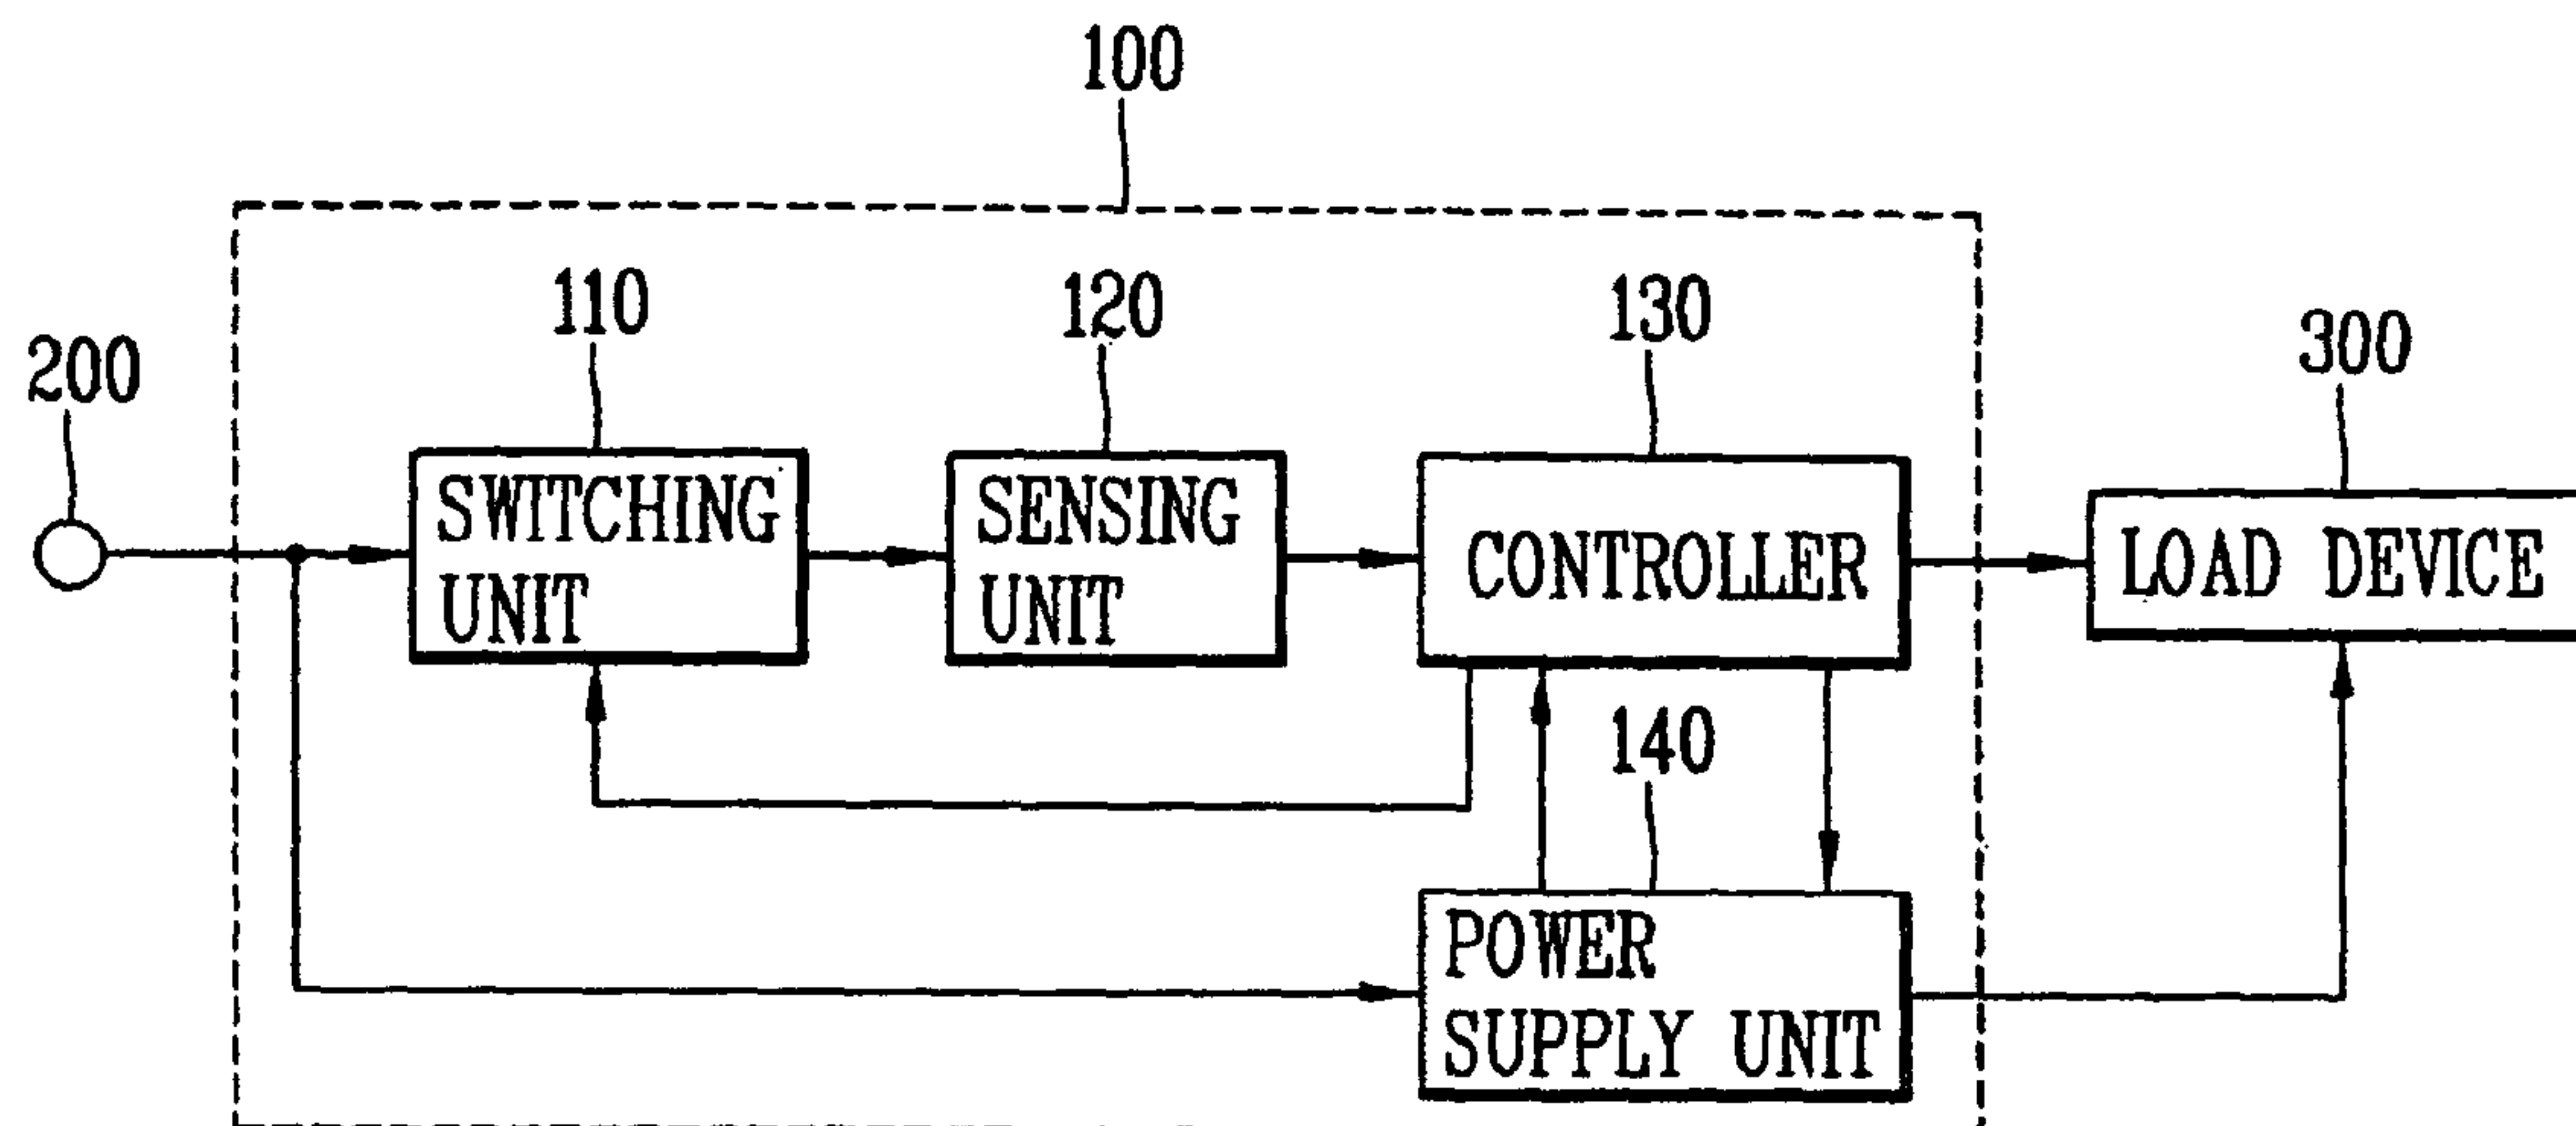 100
110
120
130
200
300
SWITCHING
UNIT
SENSING
UNIT
CONTROLLER
LOAD DEVICE
140
POWER
SUPPLY UNIT